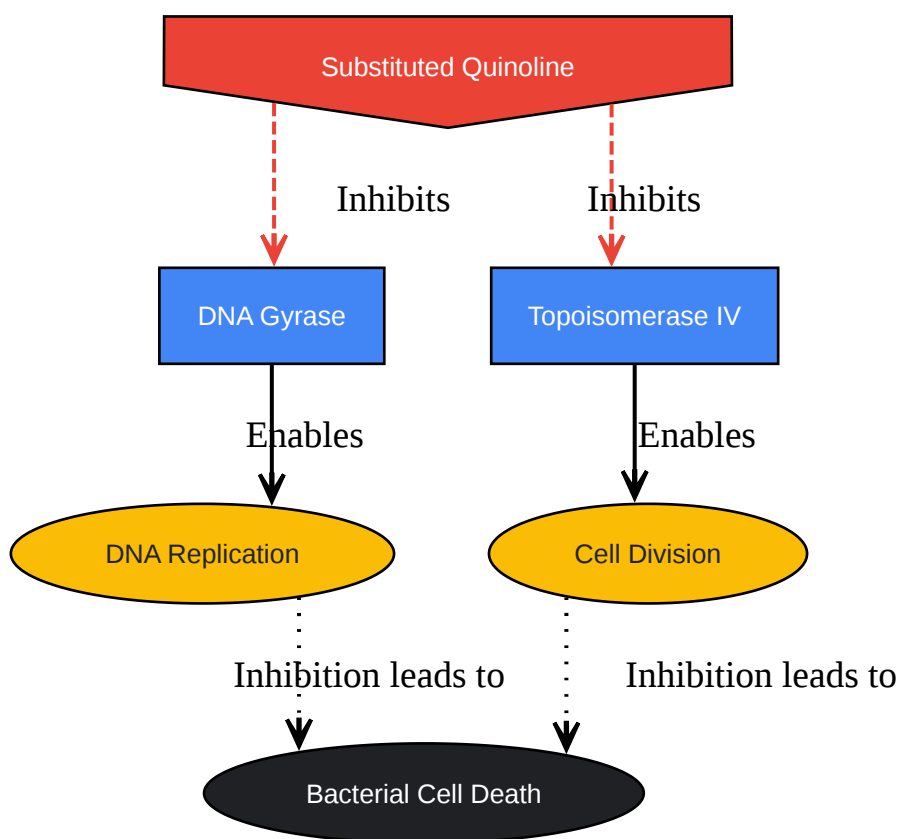 Substituted Quinoline
Inhibits
Inhibits
DNA Gyrase
Topoisomerase IV
Enables
Enables
DNA Replication
Cell Division
Inhibition leads to
Inhibition leads to
Bacterial Cell Death